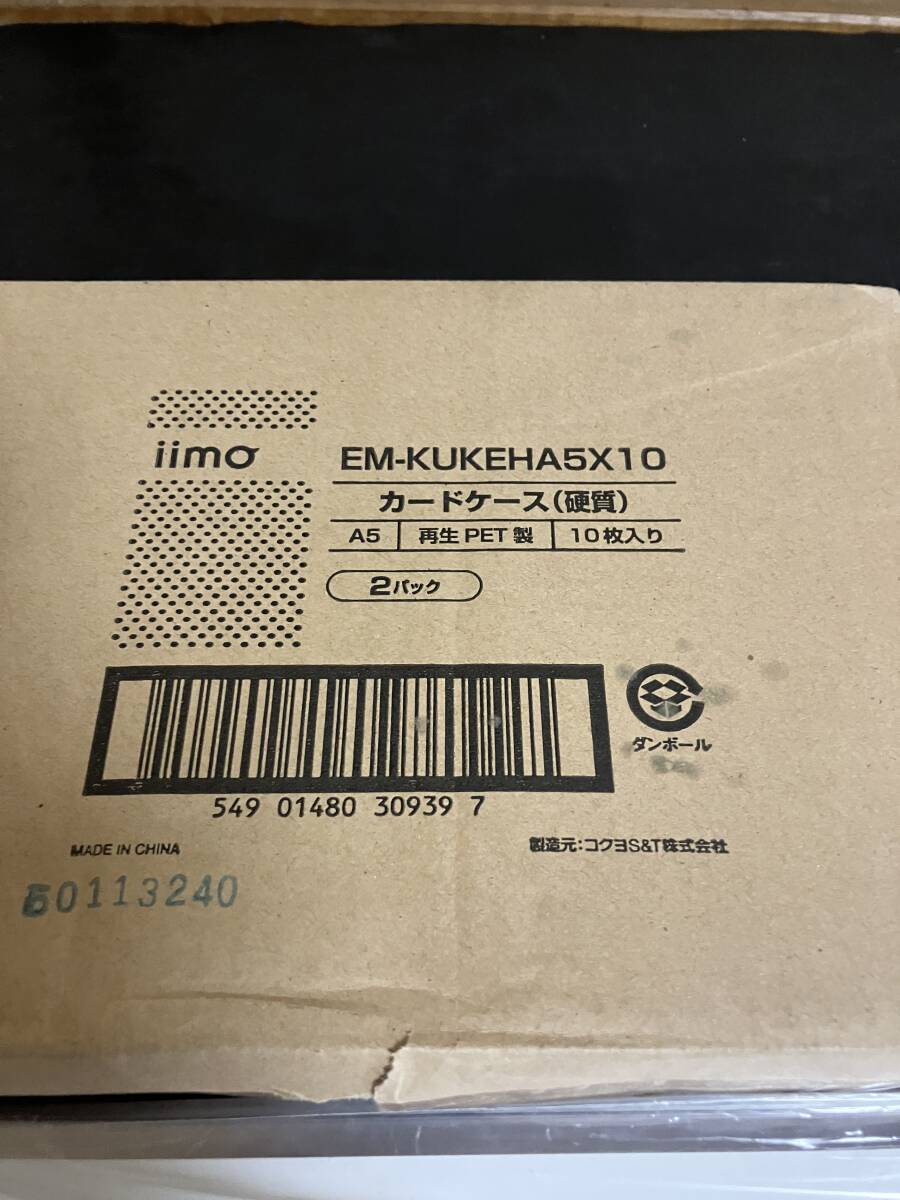 iimo
EM-KUKEHA5X10
カードケース(硬質)
A5 再生PET製 10枚入り
2パック
549 01480 30939 7
ダンボール
MADE IN CHINA
製造元:コクヨS&T株式会社
50113240